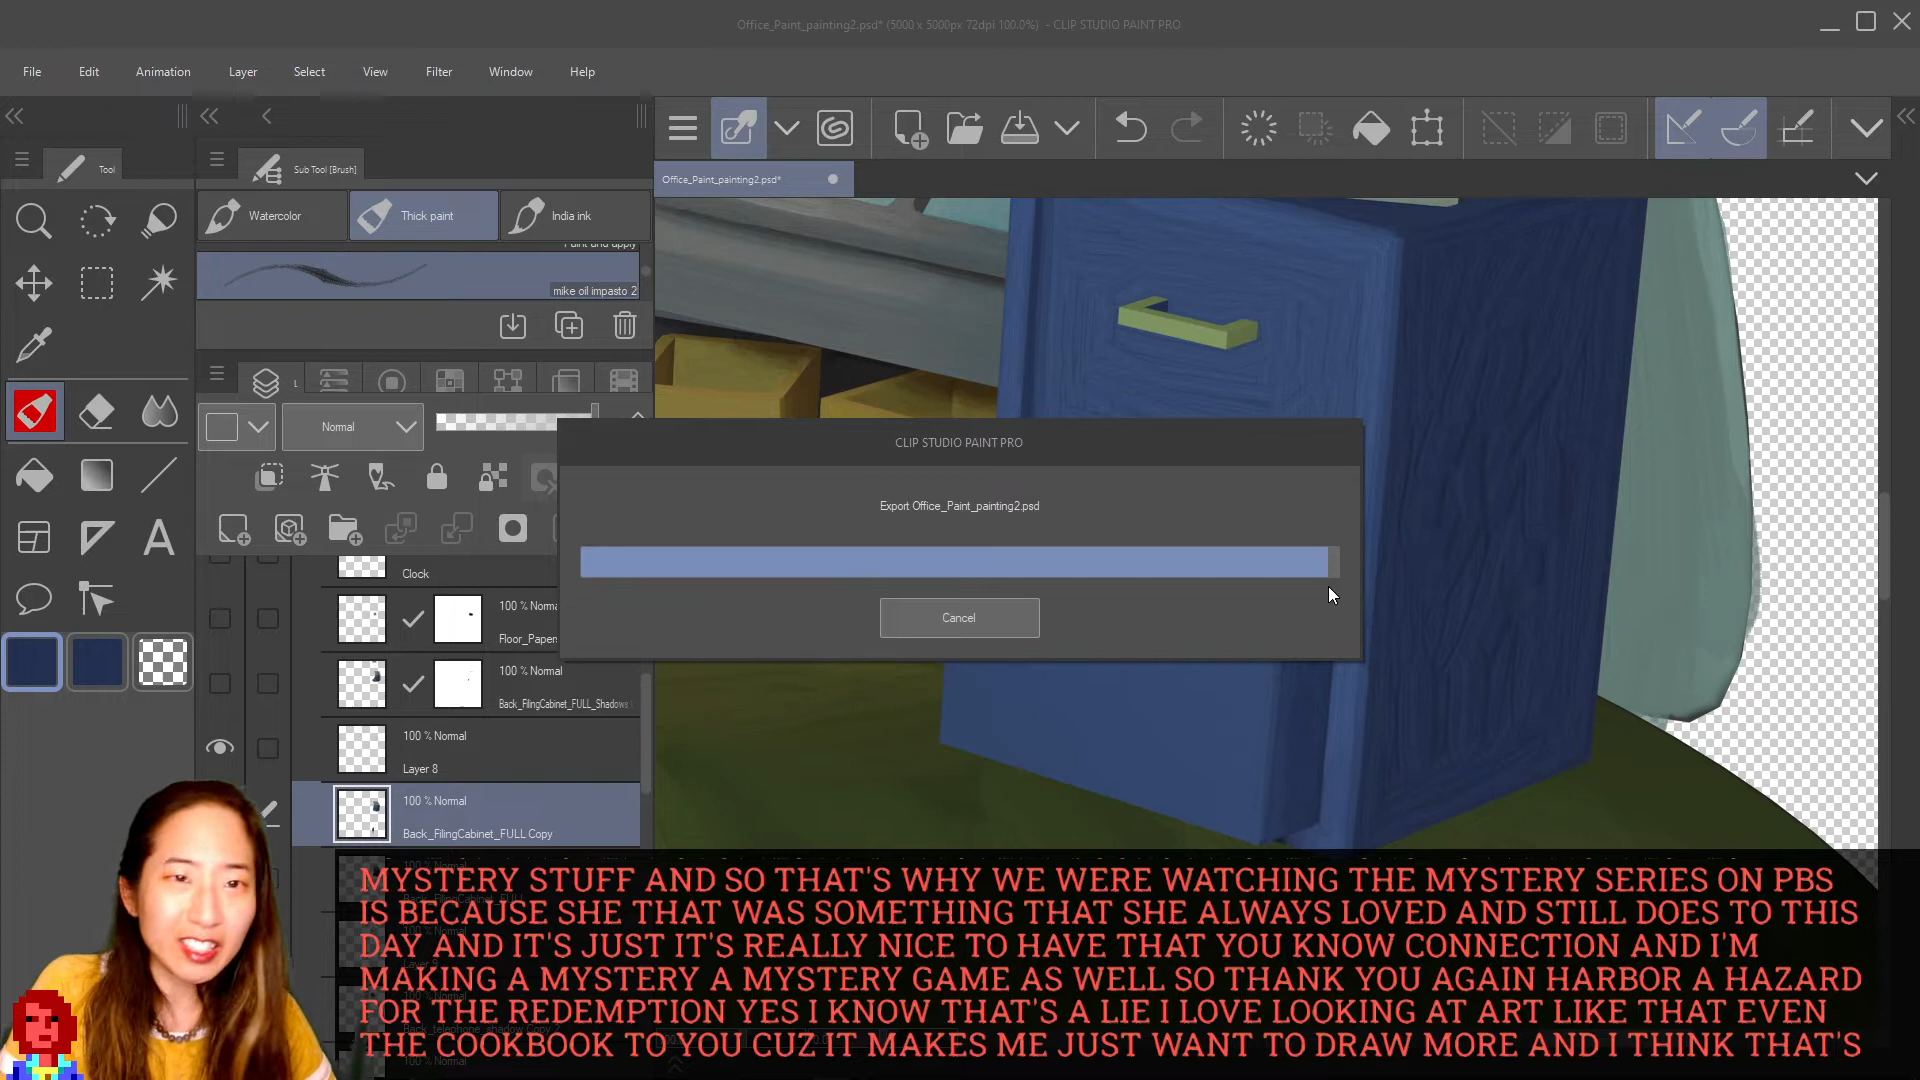 Office_Paint_painting2.psd* (5000 x 5000px 72dpi 100.0%) - CLIP STUDIO PAINT PRO
File Edit Animation Layer Select View Filter Window Help
Tool
Sub Tool [Brush]
Office_Paint_painting2.psd*
Watercolor
Thick paint
India ink
Paint and apply
mike oil impasto 2
Normal
CLIP STUDIO PAINT PRO
Export Office_Paint_painting2.psd
Cancel
Clock
100 % Norma
Floor_Papers
100 % Normal
Back_FilingCabinet_FULL_Shadows
100 % Normal
Layer 8
100 % Normal
Back_FilingCabinet_FULL Copy
MYSTERY STUFF AND SO THAT'S WHY WE WERE WATCHING THE MYSTERY SERIES ON PBS
IS BECAUSE SHE THAT WAS SOMETHING THAT SHE ALWAYS LOVED AND STILL DOES TO THIS
DAY AND IT'S JUST IT'S REALLY NICE TO HAVE THAT YOU KNOW CONNECTION AND I'M
MAKING A MYSTERY A MYSTERY GAME AS WELL SO THANK YOU AGAIN HARBOR A HAZARD
FOR THE REDEMPTION YES I KNOW THAT'S A LIE I LOVE LOOKING AT ART LIKE THAT EVEN
THE COOKBOOK TO YOU CUZ IT MAKES ME JUST WANT TO DRAW MORE AND I THINK THAT'S